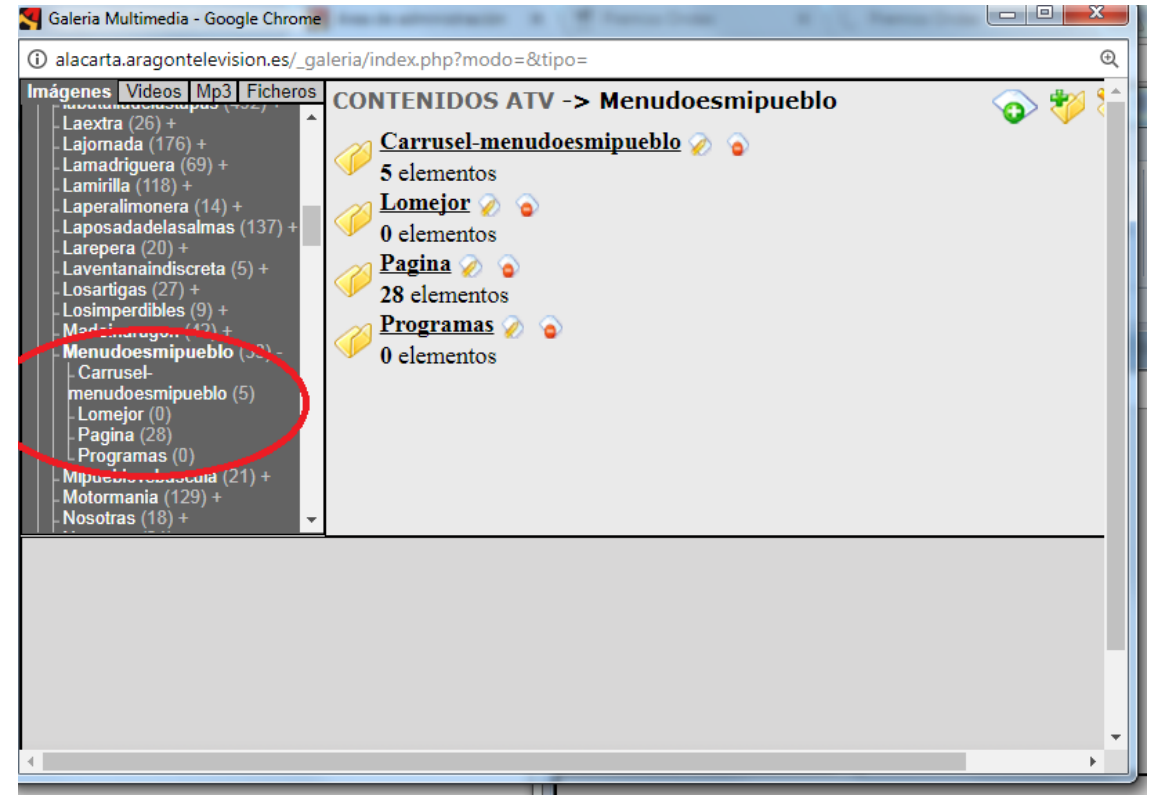 Galeria Multimedia - Google Chrome
alacarta.aragontelevision.es/_galeria/index.php?modo=&tipo=
Imágenes Videos Mp3 Ficheros
Laextra (26) +
Lajornada (176) +
Lamadriguera (69) +
Lamirilla (118) +
Laperalimonera (14) +
Laposadadelasalmas (137) +
Larepera (20) +
Laventanaindiscreta (5) +
Losartigas (27) +
Losimperdibles (9) +
Madeinaragon (42) +
Menudoesmipueblo
Carrusel-
menudoesmipueblo (5)
Lomejor (0)
Pagina (28)
Programas (0)
(21) +
Motormania (129) +
Nosotras (18) +
CONTENIDOS ATV -> Menudoesmipueblo
Carrusel-menudoesmipueblo
5 elementos
Lomejor
0 elementos
Pagina
28 elementos
Programas
0 elementos